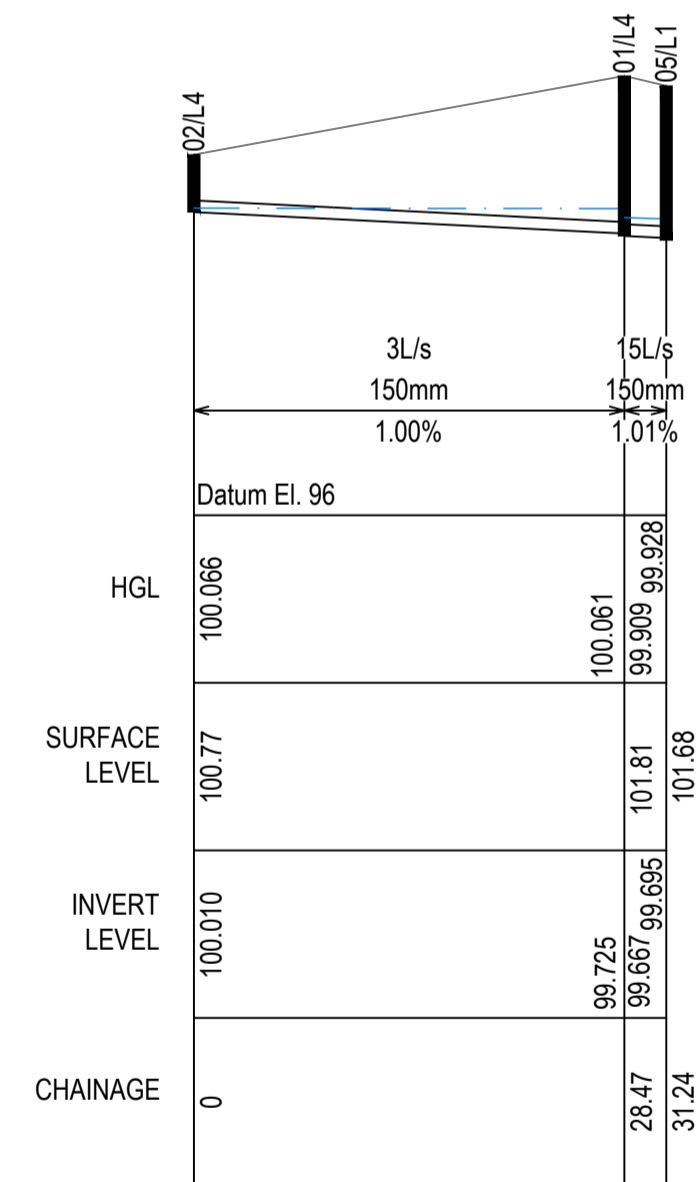 02/L4
01/L4
05/L1
3L/s
15L/s
150mm
150mm
1.00%
1.01%
Datum El. 96
HGL
100.066
100.061
99.909
99.928
SURFACE
LEVEL
100.77
101.81
101.68
INVERT
LEVEL
100.010
99.725
99.667
99.695
CHAINAGE
0
28.47
31.24